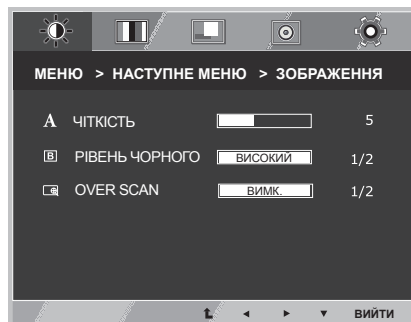 МЕНЮ > НАСТУПНЕ МЕНЮ > ЗОБРАЖЕННЯ
A ЧІТКІСТЬ 5
B РІВЕНЬ ЧОРНОГО ВИСОКИЙ 1/2
OVER SCAN ВИМК. 1/2
ВИЙТИ